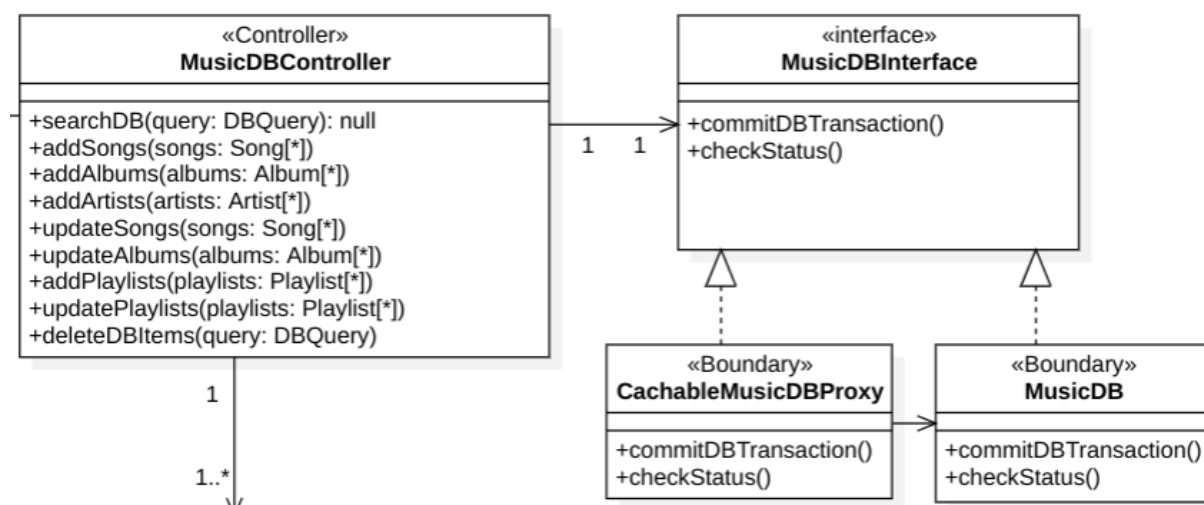 «Controller»
MusicDBController
+searchDB(query: DBQuery): null
+addSongs(songs: Song[*])
+addAlbums(albums: Album[*])
+addArtists(artists: Artist[*])
+updateSongs(songs: Song[*])
+updateAlbums(albums: Album[*])
+addPlaylists(playlists: Playlist[*])
+updatePlaylists(playlists: Playlist[*])
+deleteDBItems(query: DBQuery)
1
1..*
1
1
«interface»
MusicDBInterface
+commitDBTransaction()
+checkStatus()
«Boundary»
CachableMusicDBProxy
+commitDBTransaction()
+checkStatus()
«Boundary»
MusicDB
+commitDBTransaction()
+checkStatus()